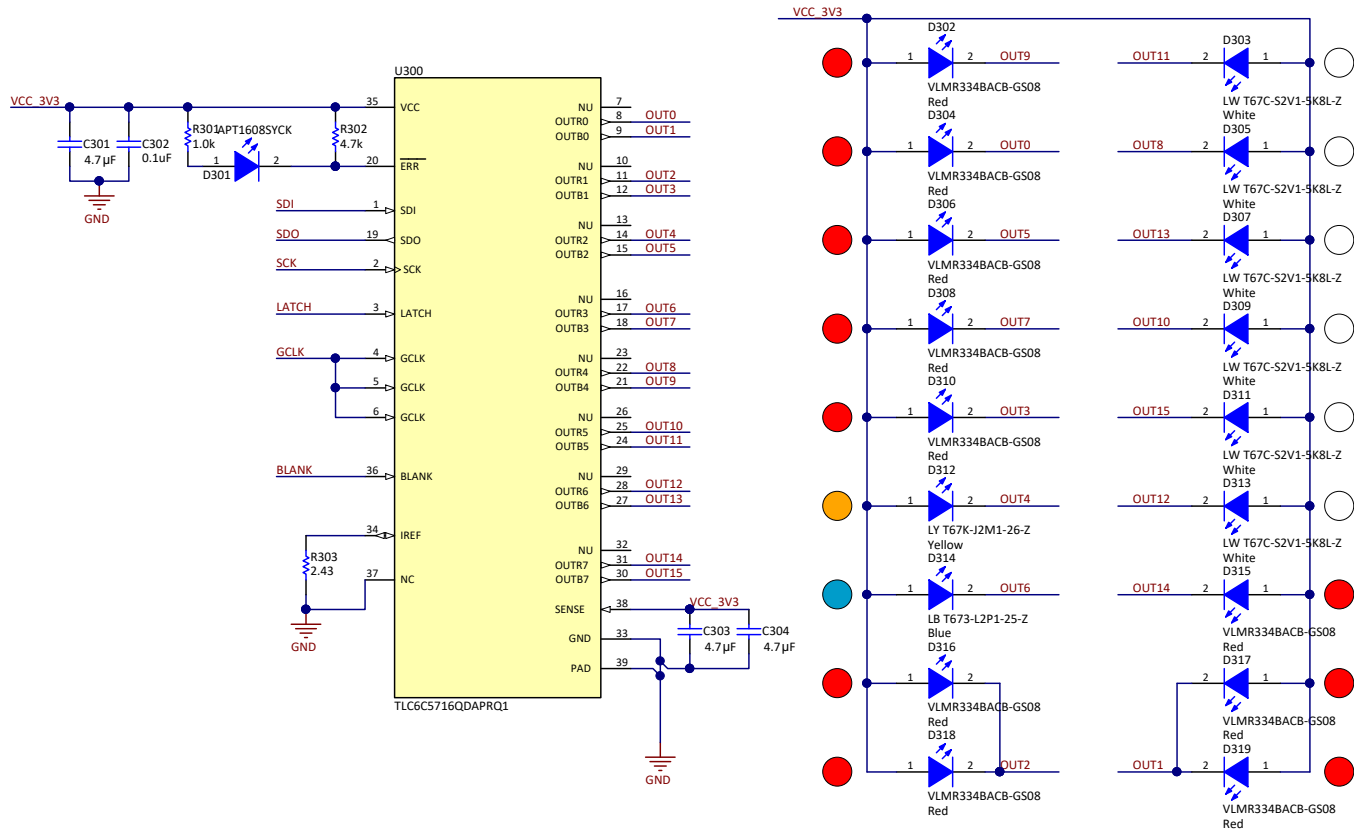 VCC_3V3
U300
VCC_3V3
35
VCC
R301
1.0k
APT1608SYCK
R302
4.7k
C301
4.7µF
C302
0.1uF
1
2
D301
20
ERR
GND
SDI
1
SDI
SDO
19
SDO
SCK
2
SCK
LATCH
3
LATCH
GCLK
4
GCLK
5
GCLK
6
GCLK
BLANK
36
BLANK
34
IREF
R303
2.43
37
NC
GND
NU
7
OUTR0
8
OUT0
OUTB0
9
OUT1
NU
10
OUTR1
11
OUT2
OUTB1
12
OUT3
NU
13
OUTR2
14
OUT4
OUTB2
15
OUT5
NU
16
OUTR3
17
OUT6
OUTB3
18
OUT7
NU
23
OUTR4
22
OUT8
OUTB4
21
OUT9
NU
26
OUTR5
25
OUT10
OUTB5
24
OUT11
NU
29
OUTR6
28
OUT12
OUTB6
27
OUT13
NU
32
OUTR7
31
OUT14
OUTB7
30
OUT15
SENSE
38
VCC_3V3
GND
33
C303
4.7µF
C304
4.7µF
PAD
39
TLC6C5716QDAPRQ1
GND
D302
1
2
OUT9
VLMR334BACB-GS08
Red
D304
1
2
OUT0
VLMR334BACB-GS08
Red
D306
1
2
OUT5
VLMR334BACB-GS08
Red
D308
1
2
OUT7
VLMR334BACB-GS08
Red
D310
1
2
OUT3
VLMR334BACB-GS08
Red
D312
1
2
OUT4
LY T67K-J2M1-26-Z
Yellow
D314
1
2
OUT6
LB T673-L2P1-25-Z
Blue
D316
1
2
VLMR334BACB-GS08
Red
D318
1
2
OUT2
VLMR334BACB-GS08
Red
D303
OUT11
2
1
LW T67C-S2V1-5K8L-Z
White
D305
OUT8
2
1
LW T67C-S2V1-5K8L-Z
White
D307
OUT13
2
1
LW T67C-S2V1-5K8L-Z
White
D309
OUT10
2
1
LW T67C-S2V1-5K8L-Z
White
D311
OUT15
2
1
LW T67C-S2V1-5K8L-Z
White
D313
OUT12
2
1
LW T67C-S2V1-5K8L-Z
White
D315
OUT14
2
1
VLMR334BACB-GS08
Red
D317
2
1
VLMR334BACB-GS08
Red
D319
OUT1
2
1
VLMR334BACB-GS08
Red